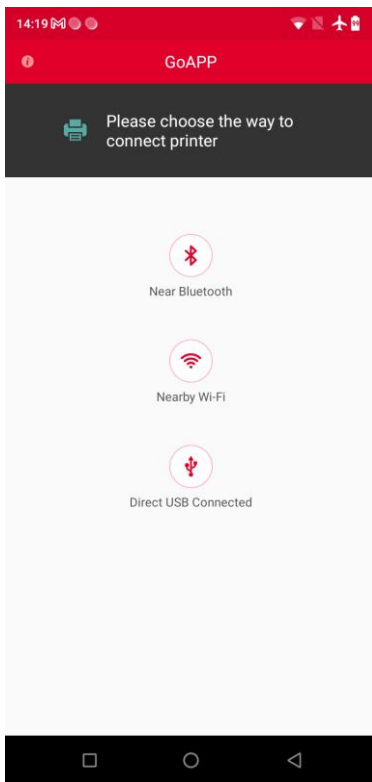 14:19
GoAPP
Please choose the way to
connect printer
Near Bluetooth
Nearby Wi-Fi
Direct USB Connected